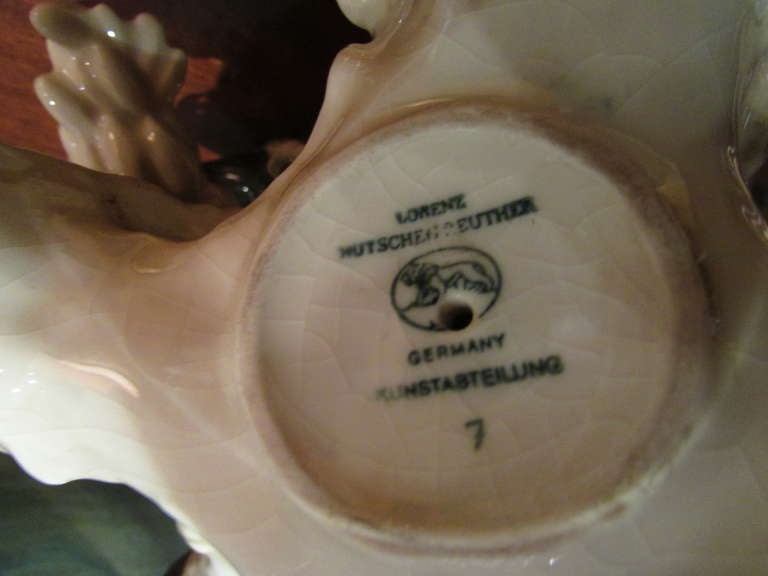 LORENZ
HUTSCHENREUTHER
GERMANY
KUNSTABTEILUNG
7